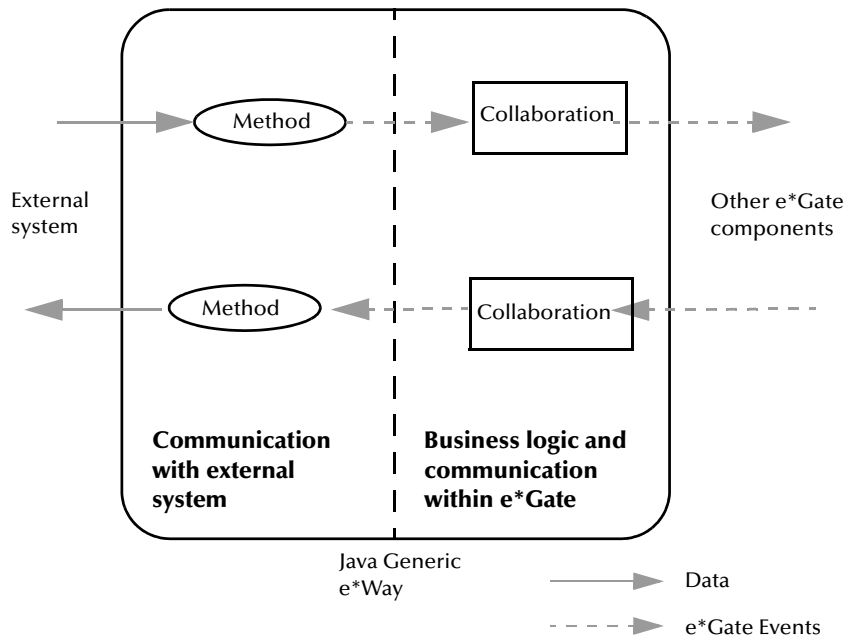 Method
Collaboration
External
system
Other e*Gate
components
Method
Collaboration
Communication
with external
system
Business logic and
communication
within e*Gate
Java Generic
e*Way
Data
e*Gate Events